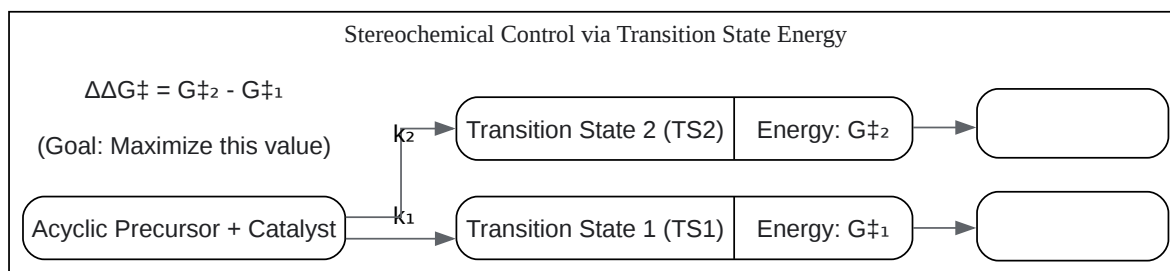 Stereochemical Control via Transition State Energy
ΔΔG‡ = G‡₂ - G‡₁
(Goal: Maximize this value)
k₂
Transition State 2 (TS2)
Energy: G‡₂
Acyclic Precursor + Catalyst
k₁
Transition State 1 (TS1)
Energy: G‡₁